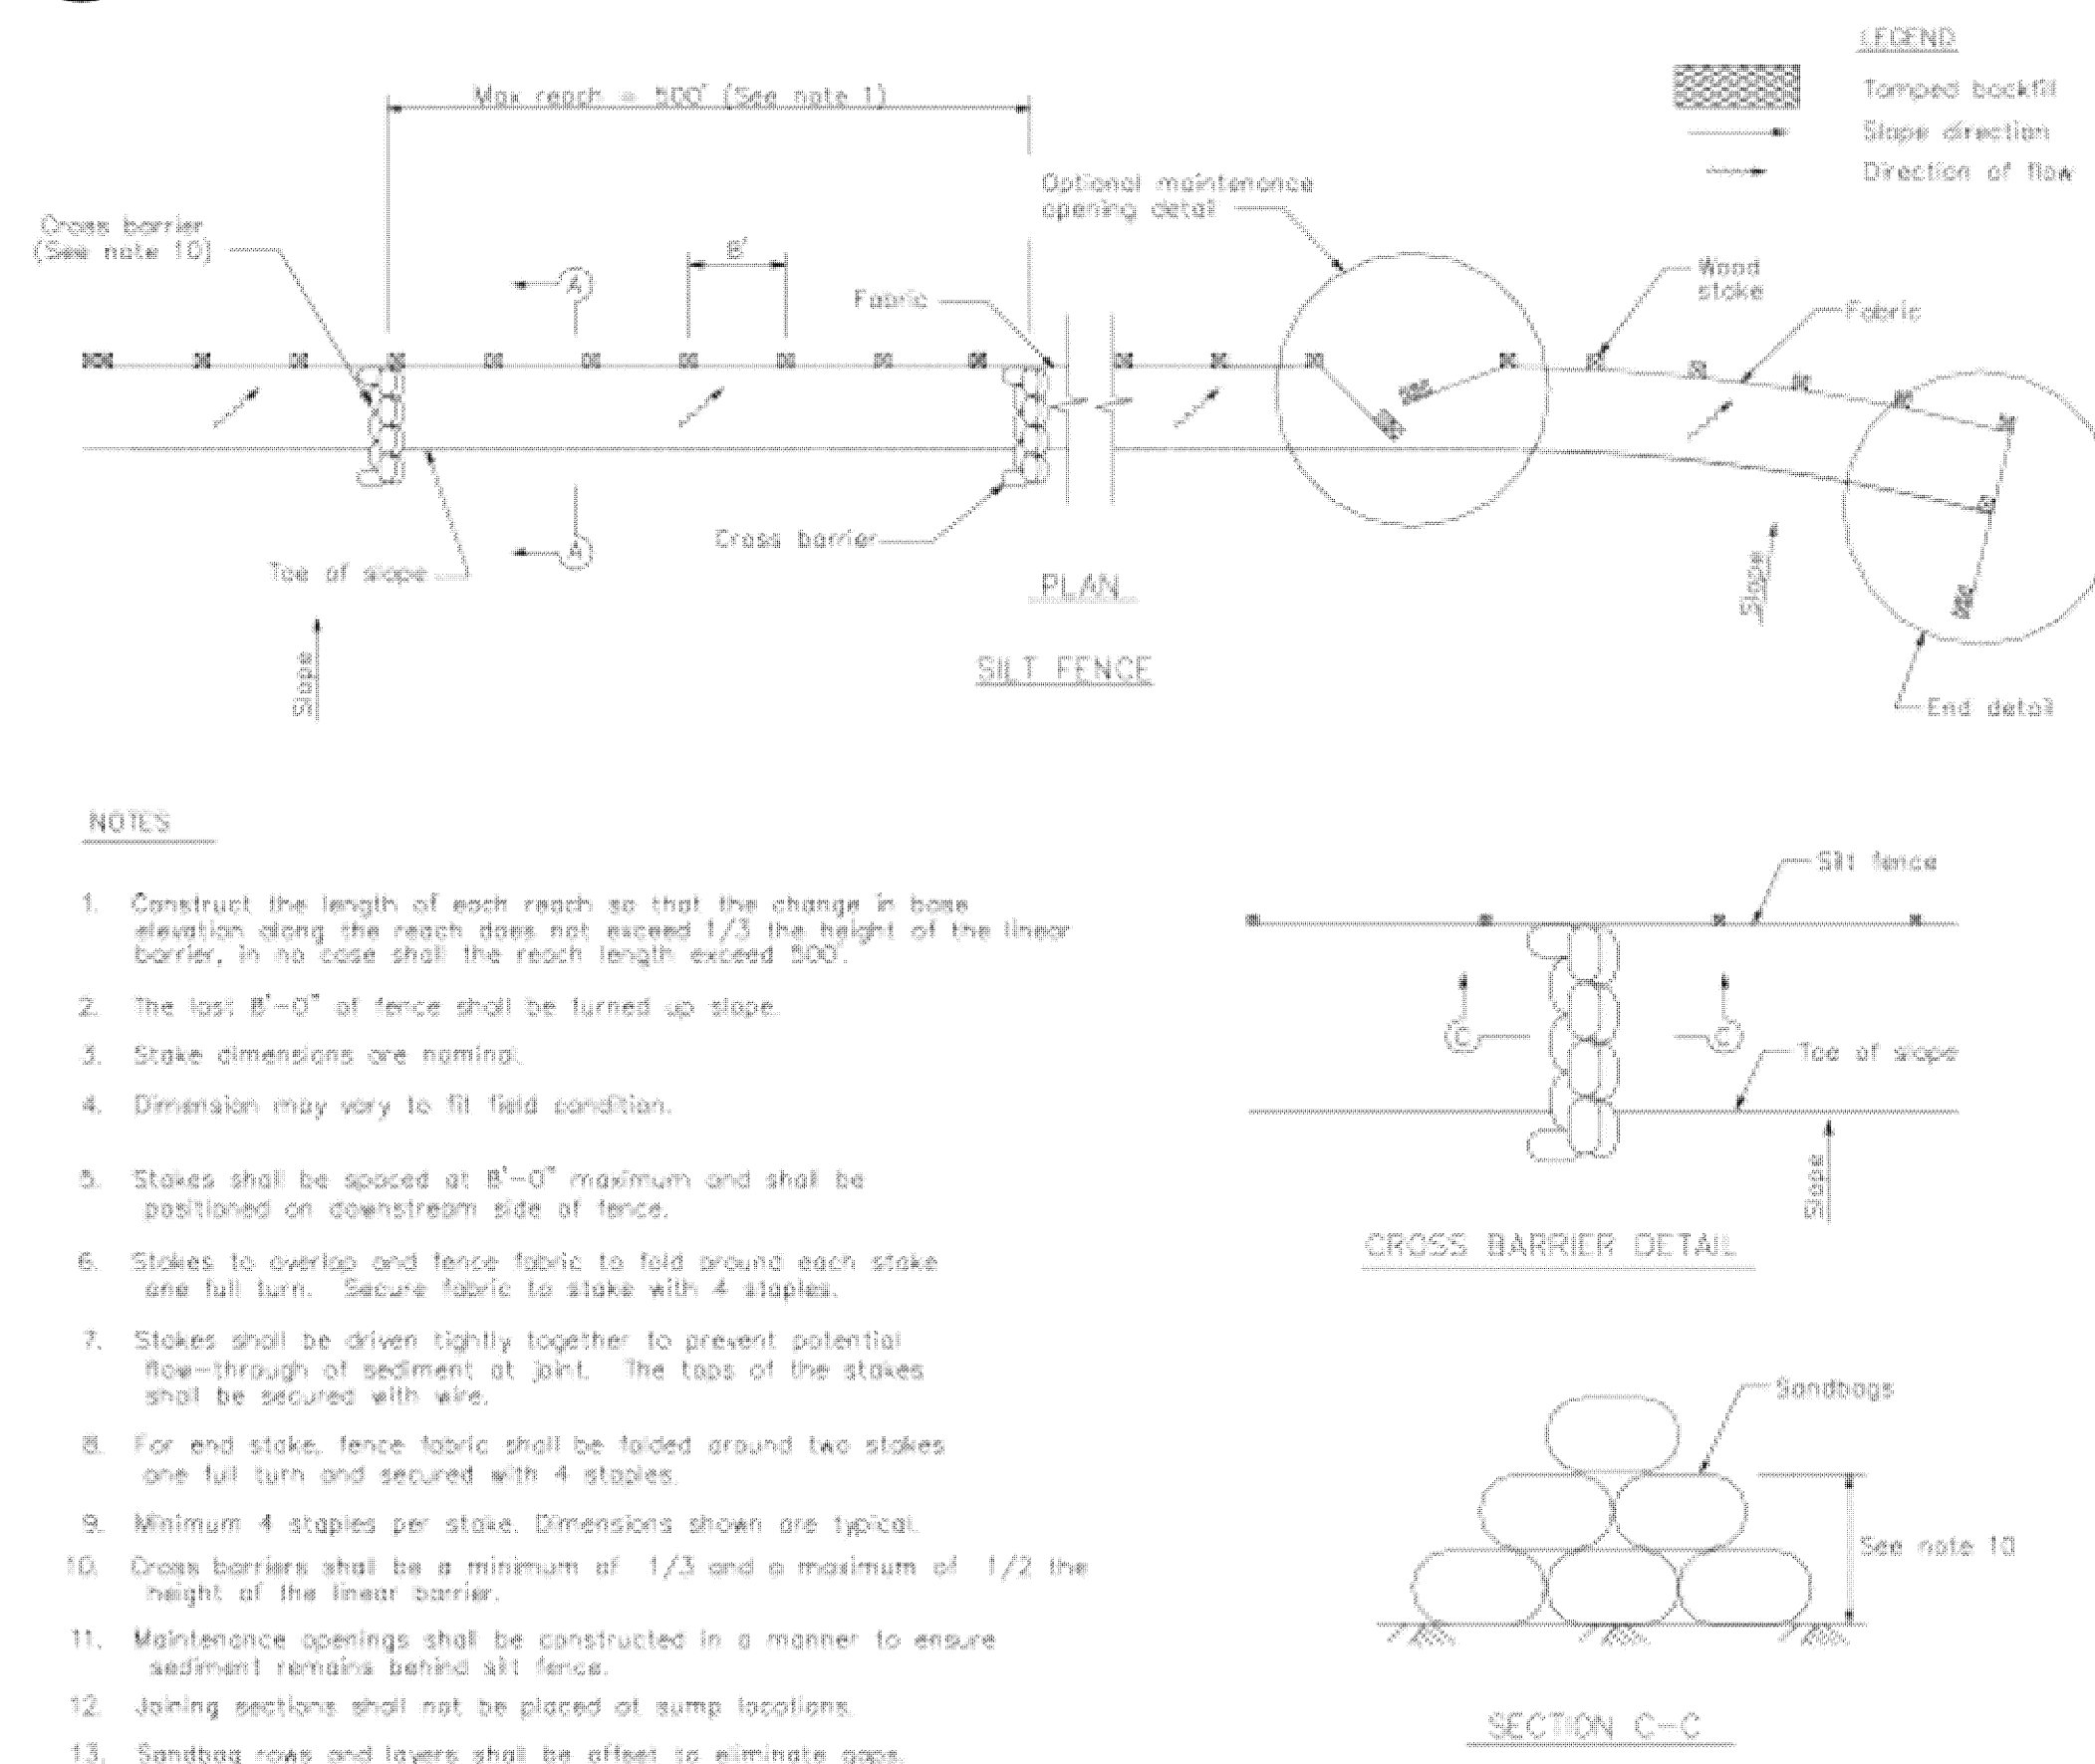 LEGEND
Tamped backfill
Slope direction
Direction of flow
Max reach = 500' (See note 1)
Optional maintenance
opening detail
Cross barrier
(See note 10)
A
8'
Fabric
Wood
stake
Fabric
Cross barrier
A
Toe of slope
PLAN
Slope
Slope
SILT FENCE
End detail
NOTES
1. Construct the length of each reach so that the change in base
elevation along the reach does not exceed 1/3 the height of the linear
barrier, in no case shall the reach length exceed 500'.
2. The last 8'-0" of fence shall be turned up slope.
3. Stake dimensions are nominal.
4. Dimension may vary to fit field condition.
5. Stakes shall be spaced at 8'-0" maximum and shall be
positioned on downstream side of fence.
6. Stakes to overlap and fence fabric to fold around each stake
one full turn. Secure fabric to stake with 4 staples.
7. Stakes shall be driven tightly together to prevent potential
flow-through of sediment at joint. The tops of the stakes
shall be secured with wire.
8. For end stake, fence fabric shall be folded around two stakes
one full turn and secured with 4 staples.
9. Minimum 4 staples per stake. Dimensions shown are typical.
10. Cross barriers shall be a minimum of 1/3 and a maximum of 1/2 the
height of the linear barrier.
11. Maintenance openings shall be constructed in a manner to ensure
sediment remains behind silt fence.
12. Joining sections shall not be placed at sump locations.
13. Sandbag rows and layers shall be offset to eliminate gaps.
Silt fence
C
C
Toe of slope
Slope
CROSS BARRIER DETAIL
Sandbags
See note 10
SECTION C-C